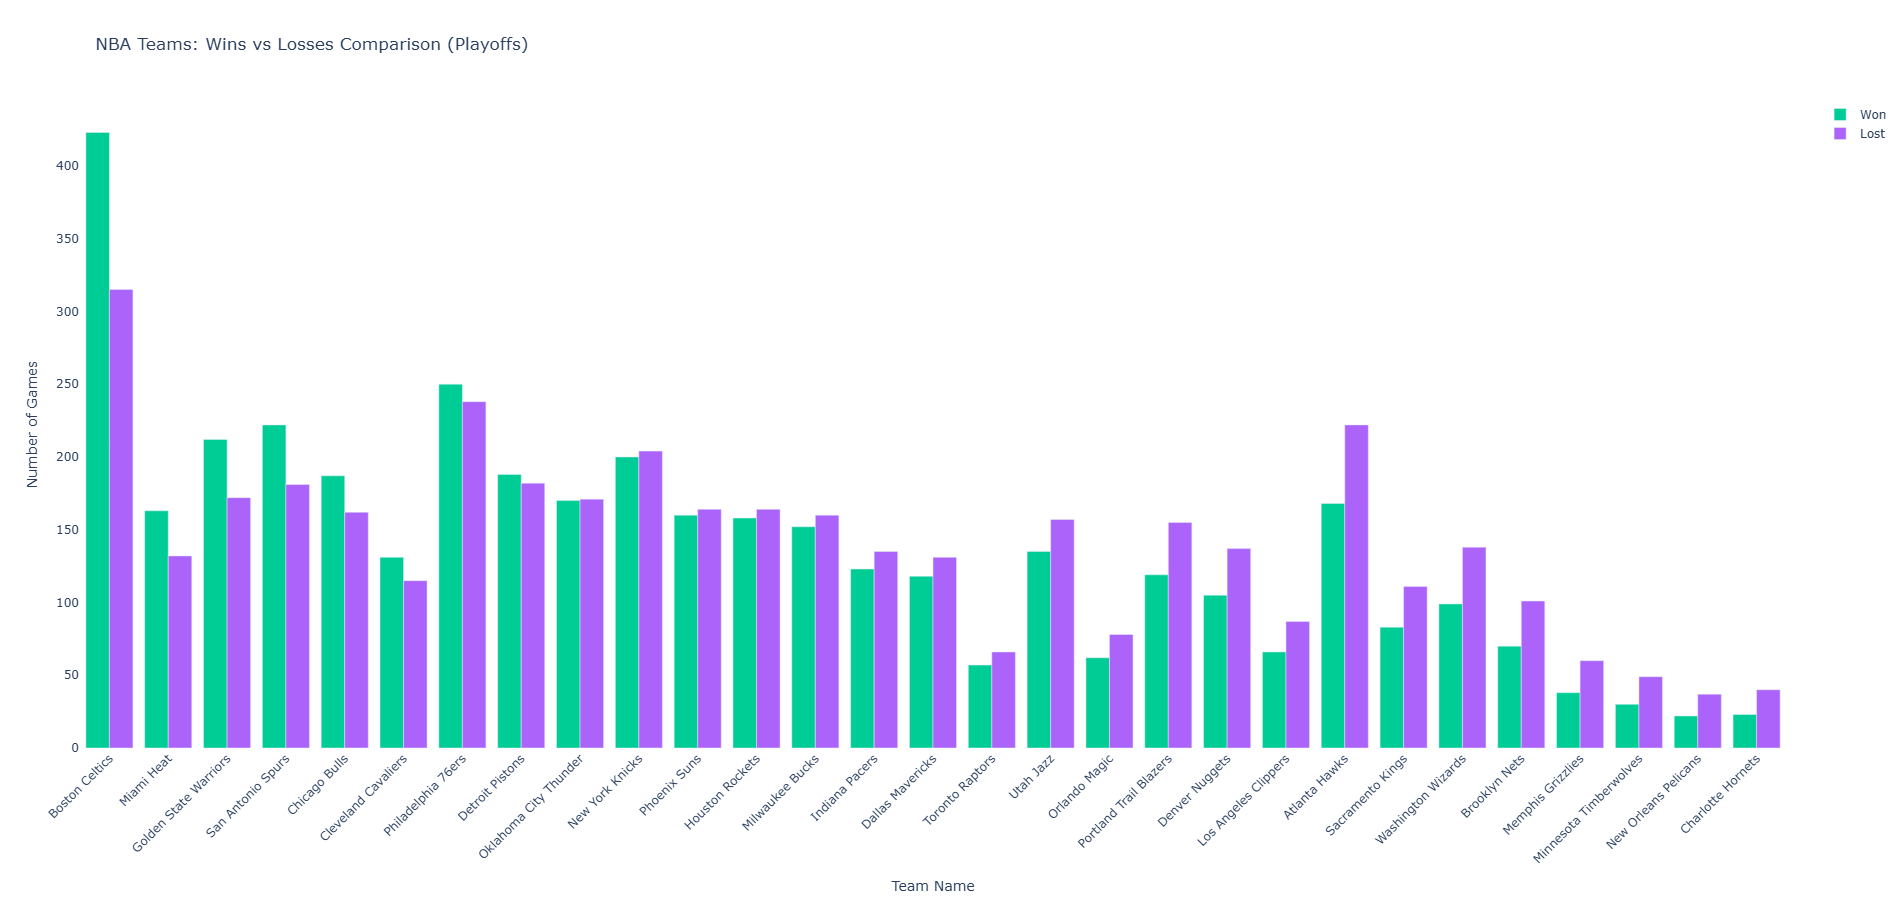 NBA Teams: Wins vs Losses Comparison (Playoffs)
Won
Lost
Number of Games
400
350
300
250
200
150
100
50
0
Boston Celtics
Miami Heat
Golden State Warriors
San Antonio Spurs
Chicago Bulls
Cleveland Cavaliers
Philadelphia 76ers
Detroit Pistons
Oklahoma City Thunder
New York Knicks
Phoenix Suns
Houston Rockets
Milwaukee Bucks
Indiana Pacers
Dallas Mavericks
Toronto Raptors
Utah Jazz
Orlando Magic
Portland Trail Blazers
Denver Nuggets
Los Angeles Clippers
Atlanta Hawks
Sacramento Kings
Washington Wizards
Brooklyn Nets
Memphis Grizzlies
Minnesota Timberwolves
New Orleans Pelicans
Charlotte Hornets
Team Name